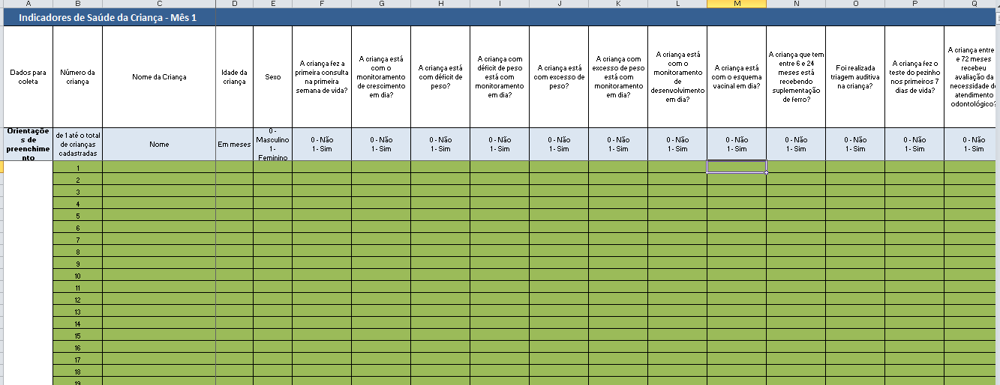 A B C D E F G H I J K L M N O P Q
Indicadores de Saúde da Criança - Mês 1
Dados para
coleta
Número da
criança
Nome da Criança
Idade da
criança
Sexo
A criança fez a
primeira consulta
na primeira
semana de vida?
A criança está
com o
monitoramento
de crescimento
em dia?
A criança está
com déficit de
peso?
A criança com
déficit de peso
está com
monitoramento
em dia?
A criança está
com excesso de
peso?
A criança com
excesso de peso
está com
monitoramento
em dia?
A criança está
com o
monitoramento
de
desenvolvimento
em dia?
A criança está
com o esquema
vacinal em dia?
A criança que tem
entre 6 e 24
meses está
recebendo
suplementação
de ferro?
Foi realizada
triagem auditiva
na criança?
A criança fez o
teste do pezinho
nos primeiros 7
dias de vida?
A criança entre
e 72 meses
recebeu
avaliação da
necessidade d
atendimento
odontológico?
Orientaçõe
s de
preenchime
nto
de 1 até o total
de crianças
cadastradas
Nome
Em meses
0 -
Masculino
1-
Feminino
0 - Não
1- Sim
0 - Não
1- Sim
0 - Não
1- Sim
0 - Não
1- Sim
0 - Não
1- Sim
0 - Não
1- Sim
0 - Não
1- Sim
0 - Não
1- Sim
0 - Não
1- Sim
0 - Não
1- Sim
0 - Não
1- Sim
0 - Não
1- Sim
1
2
3
4
5
6
7
8
9
10
11
12
13
14
15
16
17
18
19